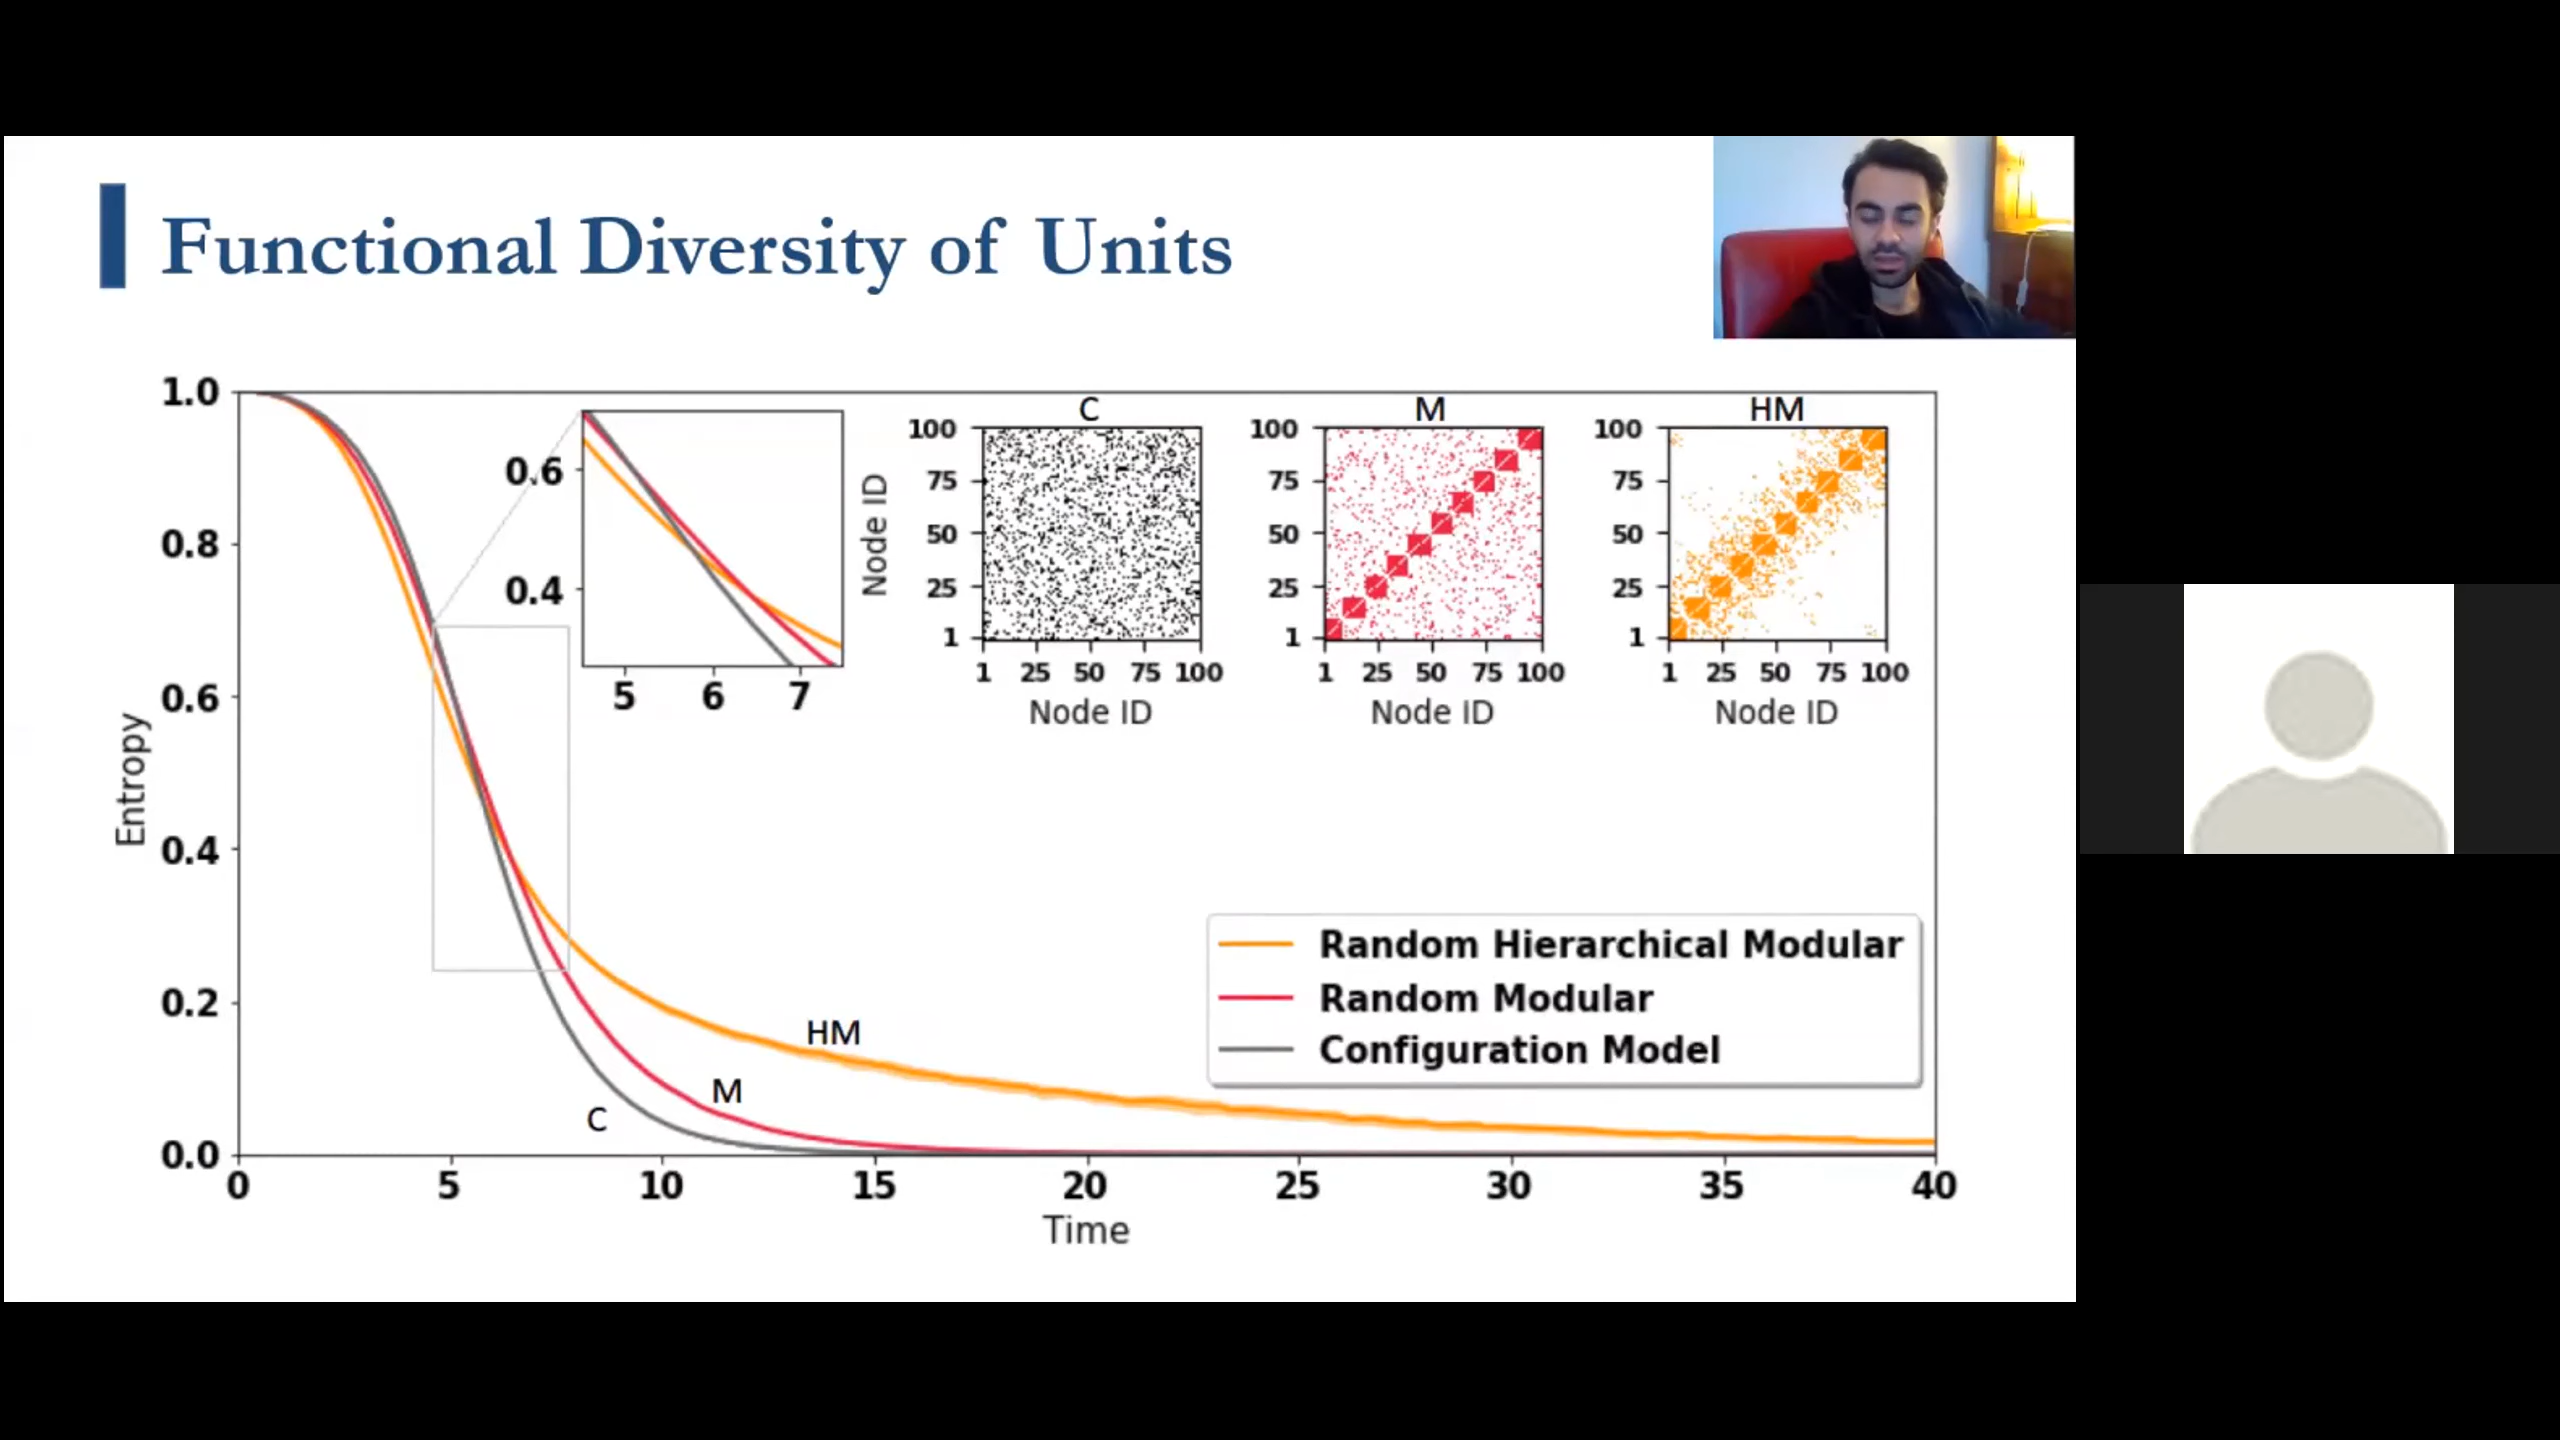 Functional Diversity of Units
1.0
0.8
0.6
0.4
0.2
0.0
Entropy
0 5 10 15 20 25 30 35 40
Time
0.6
0.4
5 6 7
C
100
75
50
25
1
Node ID
1 25 50 75 100
Node ID
M
100
75
50
25
1
1 25 50 75 100
Node ID
HM
100
75
50
25
1
1 25 50 75 100
Node ID
HM
M
C
Random Hierarchical Modular
Random Modular
Configuration Model